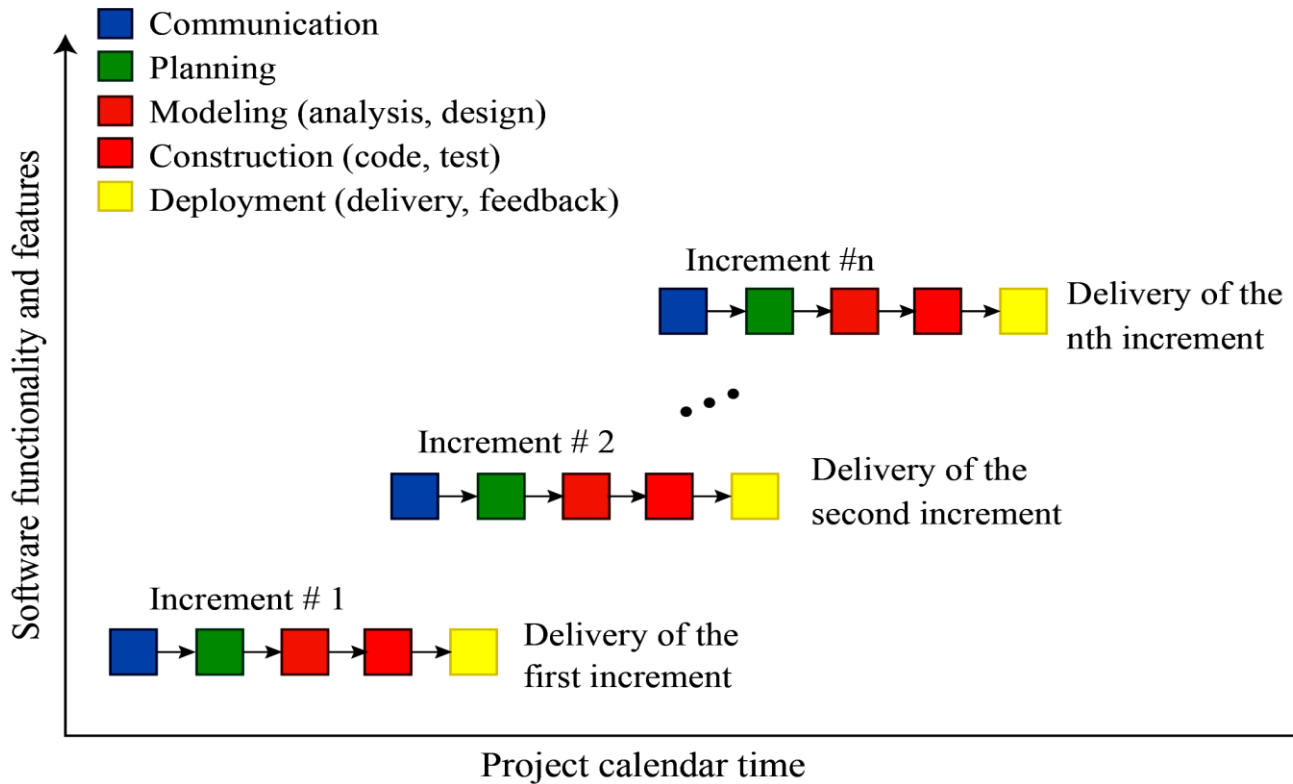 Communication
Planning
Modeling (analysis, design)
Construction (code, test)
Deployment (delivery, feedback)
Software functionality and features
Increment #n
Delivery of the
nth increment
Increment # 2
Delivery of the
second increment
Increment # 1
Delivery of the
first increment
Project calendar time